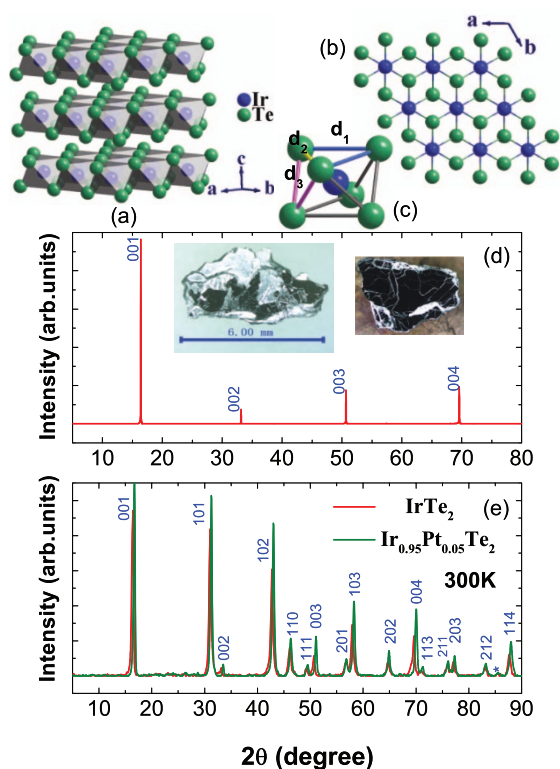 (b)
a
b
Ir
Te
c
a
b
(a)
d₁
d₂
d₃
(c)
(d)
Intensity (arb.units)
001
002
003
004
6.00 mm
10 20 30 40 50 60 70 80
(e)
Intensity (arb.units)
IrTe₂
Ir₀.₉₅Pt₀.₀₅Te₂
300K
001
101
002
102
110
111
003
201
103
202
004
113
211
203
212
*
114
10 20 30 40 50 60 70 80 90
2θ (degree)